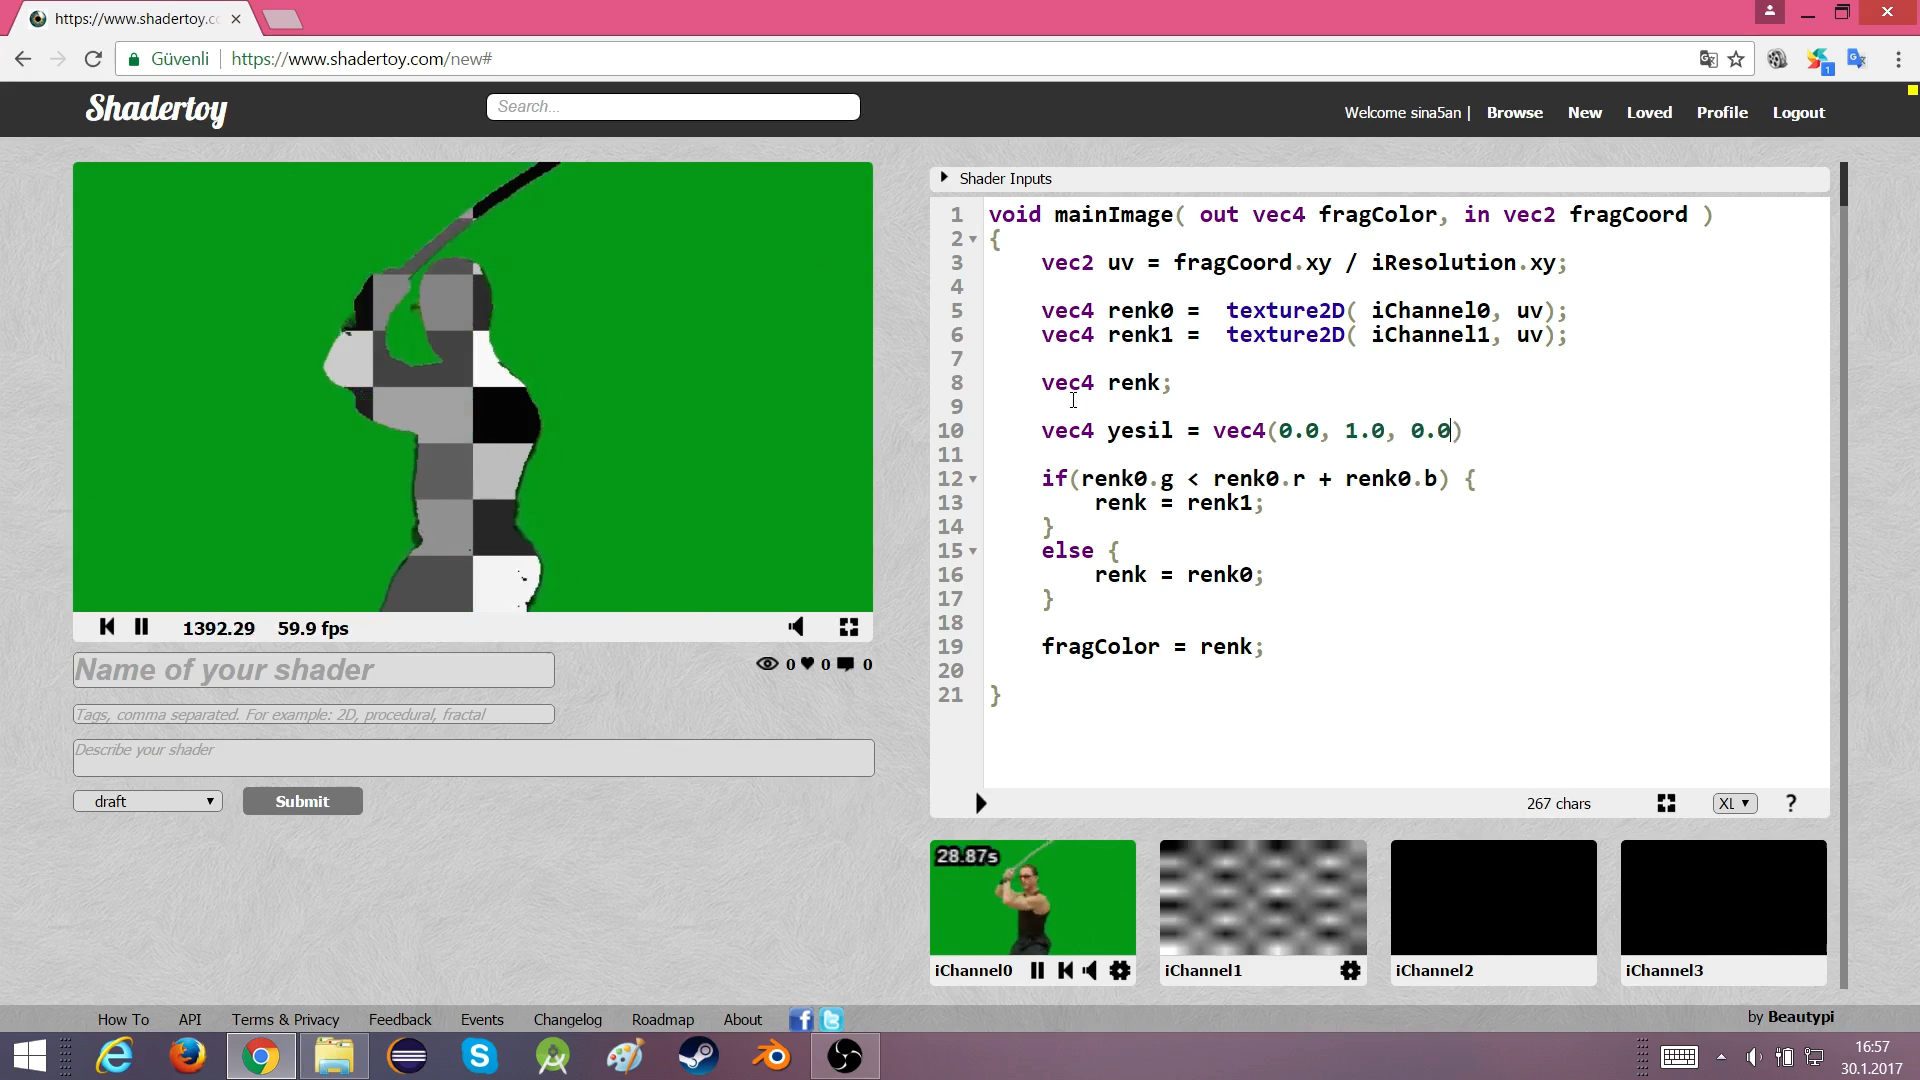 https://www.shadertoy.c
Güvenli
https://www.shadertoy.com/new#
1
Shadertoy
Search...
Welcome sina5an |
Browse
New
Loved
Profile
Logout
1392.29
59.9 fps
Name of your shader
0
0
0
Tags, comma separated. For example: 2D, procedural, fractal
Describe your shader
draft
Submit
Shader Inputs
1 void mainImage( out vec4 fragColor, in vec2 fragCoord )
2 {
3 vec2 uv = fragCoord.xy / iResolution.xy;
4
5 vec4 renk0 =  texture2D( iChannel0, uv);
6 vec4 renk1 =  texture2D( iChannel1, uv);
7
8 vec4 renk;
9
10 vec4 yesil = vec4(0.0, 1.0, 0.0)
11
12 if(renk0.g < renk0.r + renk0.b) {
13 renk = renk1;
14 }
15 else {
16 renk = renk0;
17 }
18
19 fragColor = renk;
20
21 }
267 chars
XL
?
28.87s
iChannel0
iChannel1
iChannel2
iChannel3
How To
API
Terms & Privacy
Feedback
Events
Changelog
Roadmap
About
by Beautypi
16:57
30.1.2017